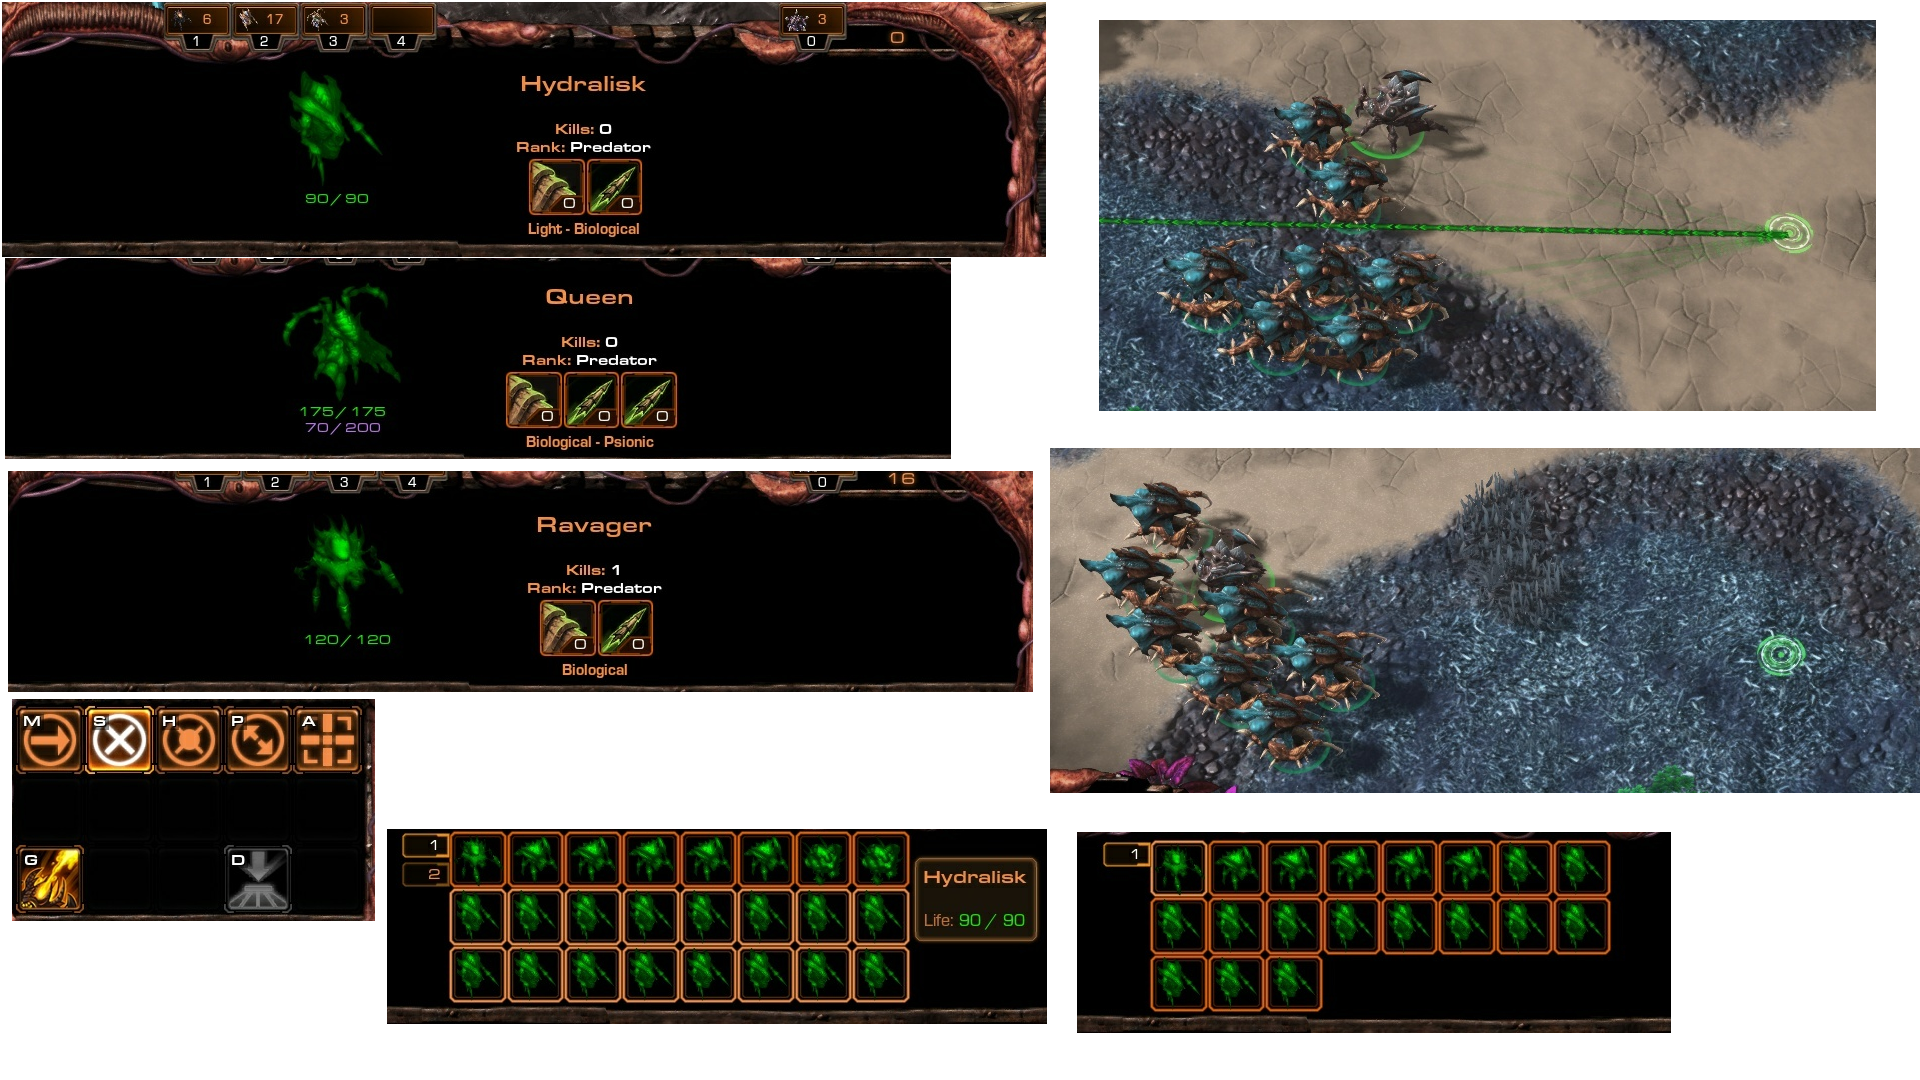 6 17 3 3
1 2 3 4 0
Hydralisk
Kills: 0
Rank: Predator
0 0
90/90
Light - Biological
Queen
Kills: 0
Rank: Predator
0 0 0
175/175
70/200
Biological - Psionic
1 2 3 4 0 16
Ravager
Kills: 1
Rank: Predator
0 0
120/120
Biological
M S H P A
G D
1
2
Hydralisk
Life: 90 / 90
1